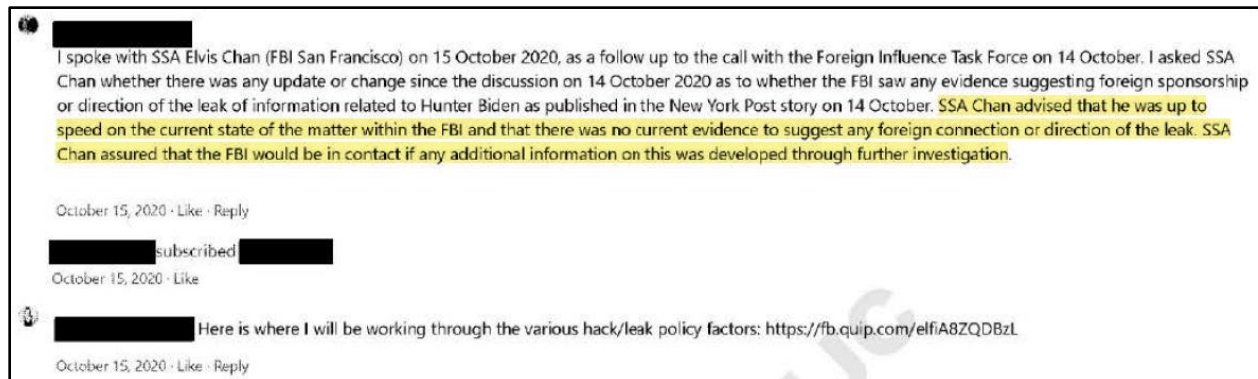 I spoke with SSA Elvis Chan (FBI San Francisco) on 15 October 2020, as a follow up to the call with the Foreign Influence Task Force on 14 October. I asked SSA
Chan whether there was any update or change since the discussion on 14 October 2020 as to whether the FBI saw any evidence suggesting foreign sponsorship
or direction of the leak of information related to Hunter Biden as published in the New York Post story on 14 October. SSA Chan advised that he was up to
speed on the current state of the matter within the FBI and that there was no current evidence to suggest any foreign connection or direction of the leak. SSA
Chan assured that the FBI would be in contact if any additional information on this was developed through further investigation.
October 15, 2020 · Like · Reply
subscribed
October 15, 2020 · Like
Here is where I will be working through the various hack/leak policy factors: https://fb.quip.com/elfiA8ZQDBzL
October 15, 2020 · Like · Reply